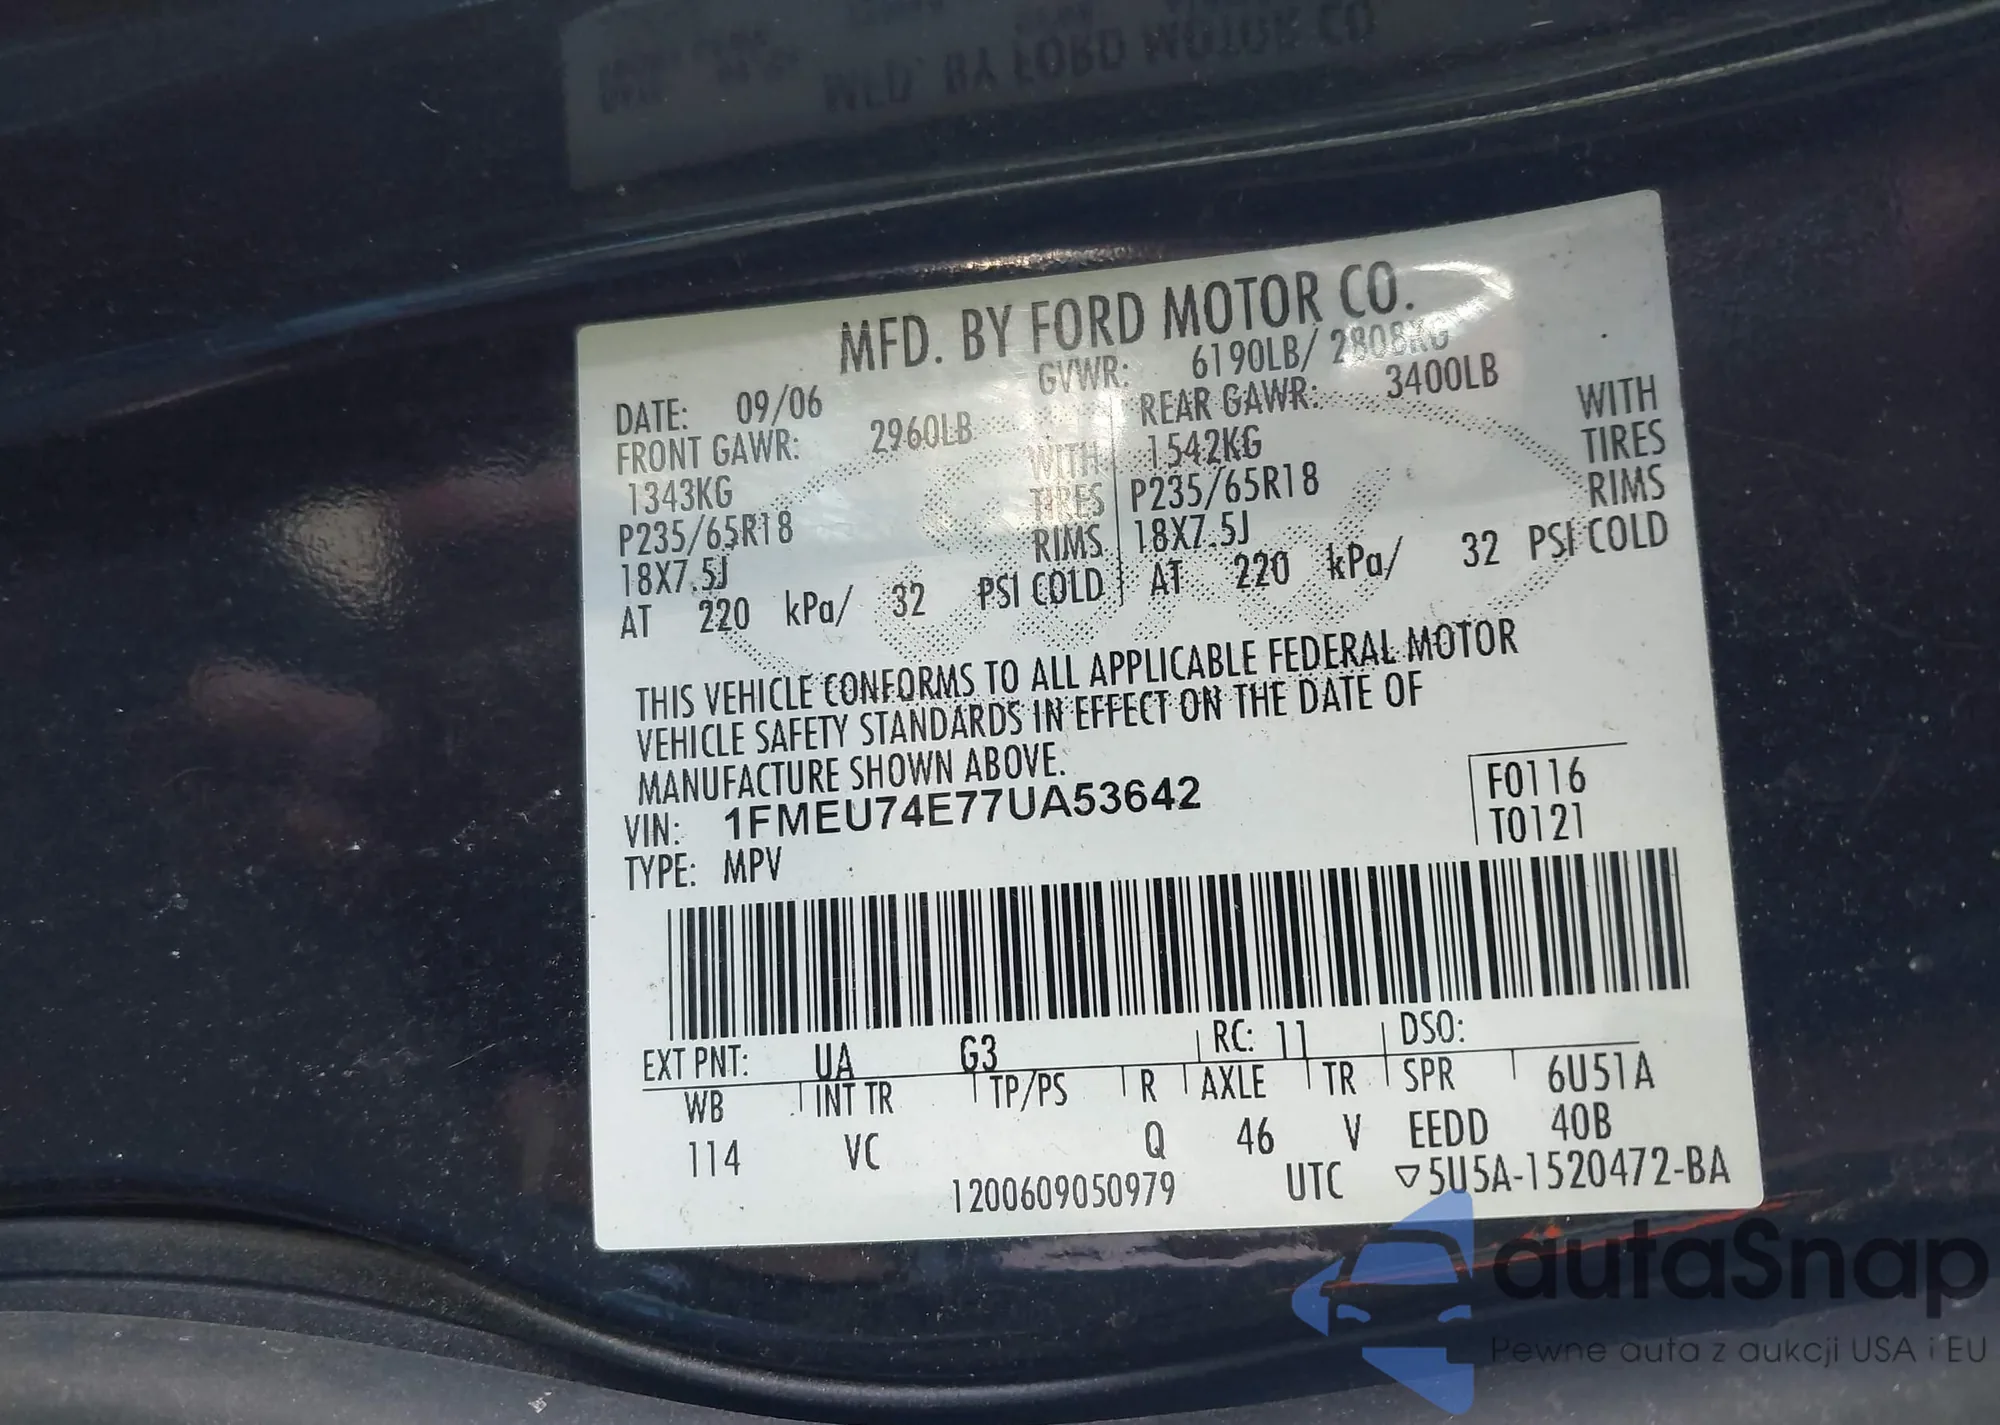 MFD. BY FORD MOTOR CO.
MFD. BY FORD MOTOR CO.
DATE: 09/06 GVWR: 6190LB/ 2808KG
FRONT GAWR: 2960LB REAR GAWR: 3400LB
1343KG WITH 1542KG WITH
P235/65R18 TIRES P235/65R18 TIRES
18X7.5J RIMS 18X7.5J RIMS
AT 220 kPa/ 32 PSI COLD AT 220 kPa/ 32 PSI COLD
THIS VEHICLE CONFORMS TO ALL APPLICABLE FEDERAL MOTOR
VEHICLE SAFETY STANDARDS IN EFFECT ON THE DATE OF
MANUFACTURE SHOWN ABOVE.
VIN: 1FMEU74E77UA53642 F0116
TYPE: MPV T0121
EXT PNT: UA G3 RC: 11 DSO:
WB INT TR TP/PS R AXLE TR SPR 6U51A
114 VC Q 46 V EEDD 40B
1200609050979 UTC ▽5U5A-1520472-BA
autaSnap
Pewne auta z aukcji USA i EU